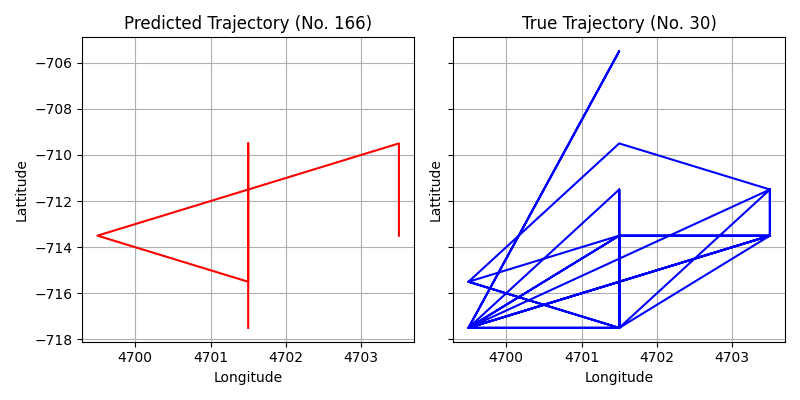 Predicted Trajectory (No. 166)
True Trajectory (No. 30)
Lattitude
−706
−708
−710
−712
−714
−716
−718
4700
4701
4702
4703
Longitude
Lattitude
4700
4701
4702
4703
Longitude